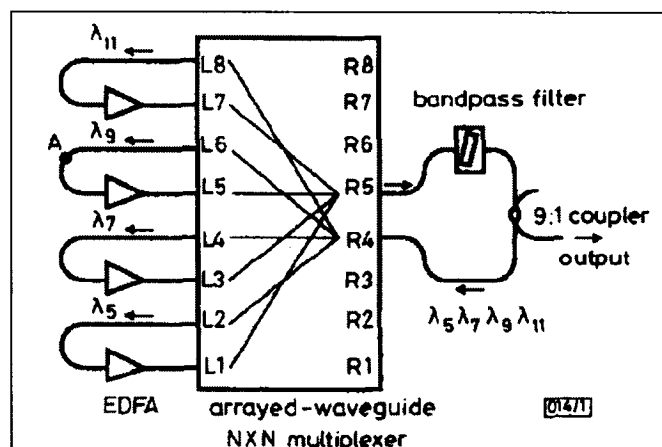 λ11
L8
R8
L7
R7
bandpass filter
A
λ9
L6
R6
L5
R5
λ7
L4
R4
9:1 coupler
output
L3
R3
λ5
L2
R2
λ5 λ7 λ9 λ11
L1
R1
EDFA
arrayed-waveguide
NXN multiplexer
014/1